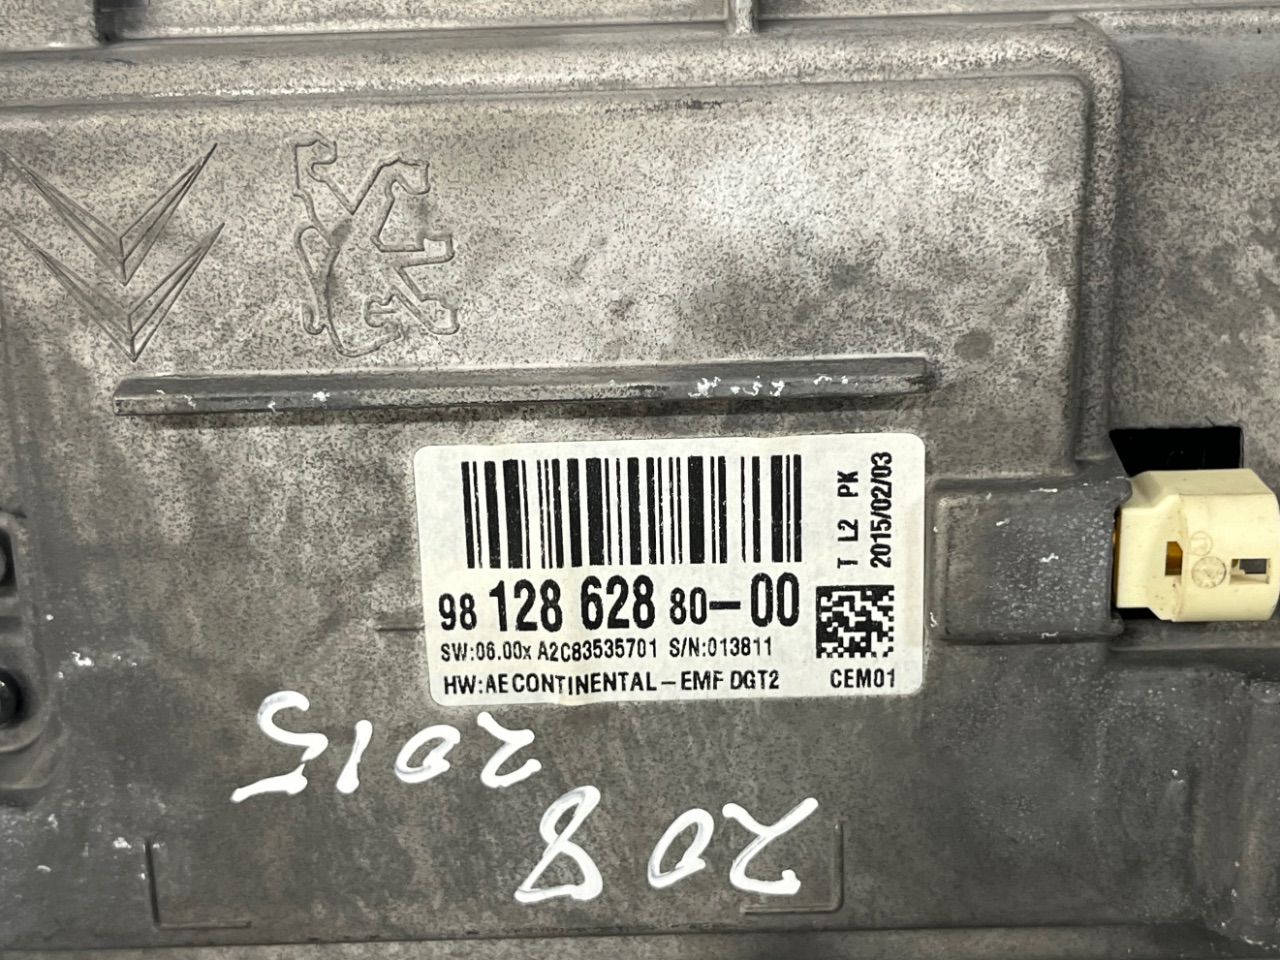 98 128 628 80-00
SW:06.00x A2C83535701 S/N:013811
HW:AE CONTINENTAL-EMF DGT2
T L2 PK
2015/02/03
CEM01
208
2015